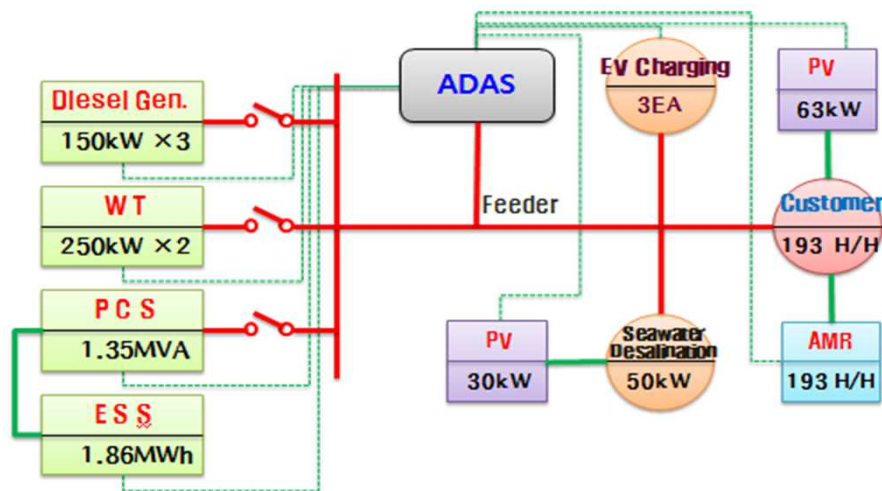 Diesel Gen.
150kW ×3
WT
250kW ×2
PCS
1.35MVA
ESS
1.86MWh
ADAS
Feeder
EV Charging
3EA
PV
63kW
Customer
193 H/H
PV
30kW
Seawater
Desalination
50kW
AMR
193 H/H